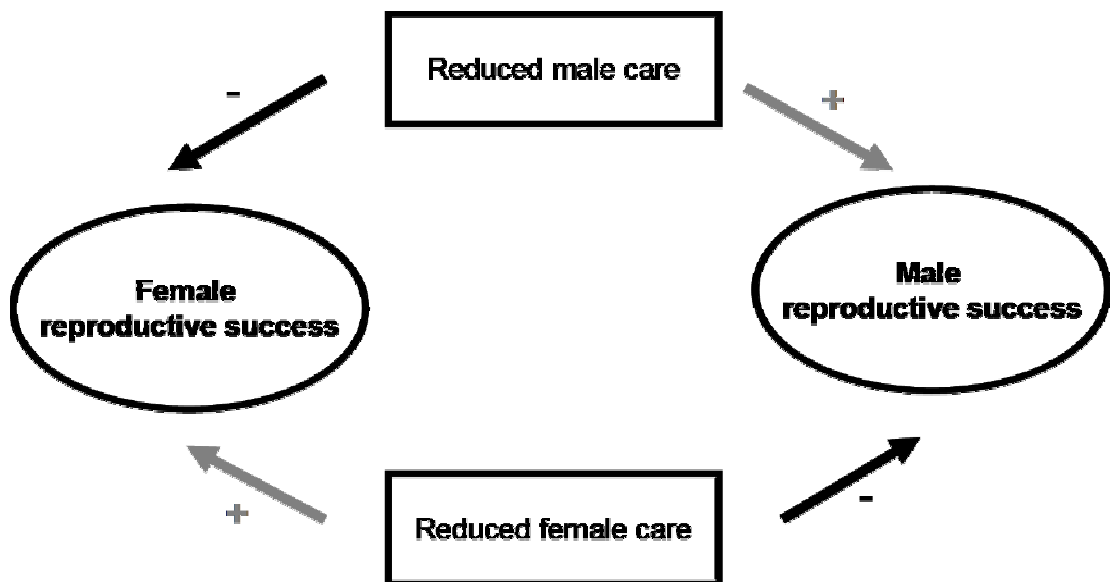 Reduced male care
-
+
Female
reproductive success
Male
reproductive success
+
-
Reduced female care